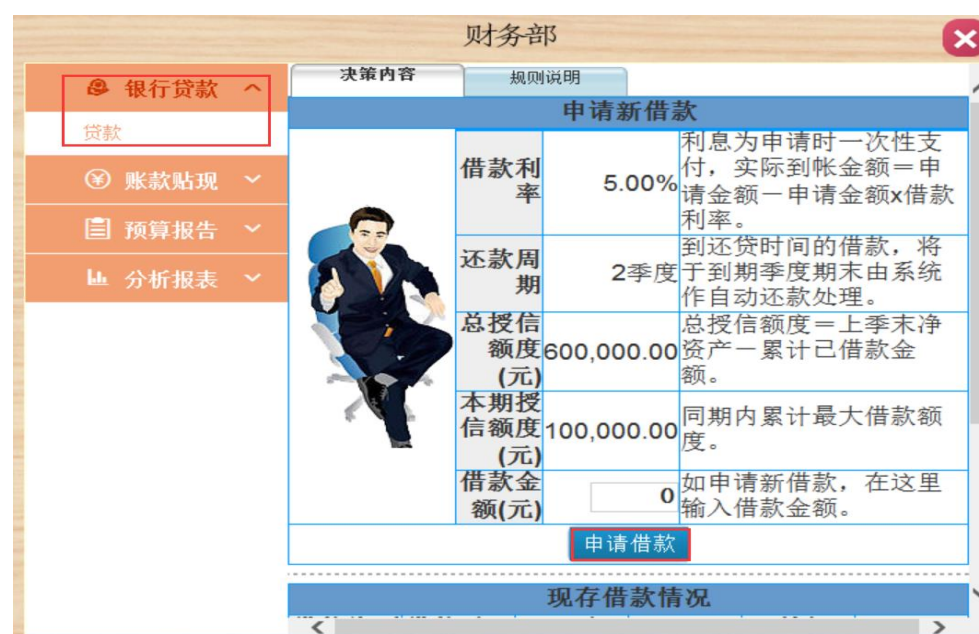 财务部
银行贷款
贷款
账款贴现
预算报告
分析报表
决策内容
规则说明
申请新借款
借款利
率
5.00%
利息为申请时一次性支
付，实际到帐金额＝申
请金额－申请金额x借款
利率。
还款周
期
2季度
到还贷时间的借款，将
于到期季度期末由系统
作自动还款处理。
总授信
额度
(元)
600,000.00
总授信额度＝上季末净
资产－累计已借款金
额。
本期授
信额度
(元)
100,000.00
同期内累计最大借款额
度。
借款金
额(元)
0
如申请新借款，在这里
输入借款金额。
申请借款
现存借款情况